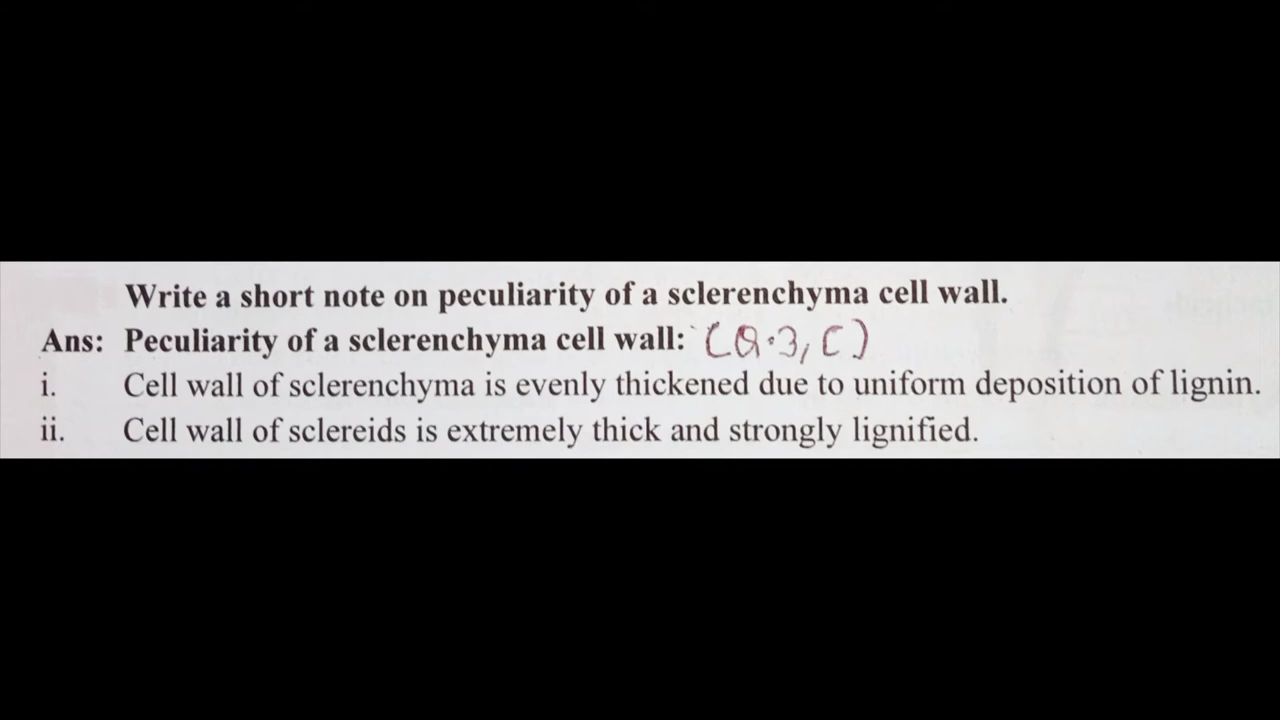 Write a short note on peculiarity of a sclerenchyma cell wall.
Ans: Peculiarity of a sclerenchyma cell wall: (Q.3, C)
i. Cell wall of sclerenchyma is evenly thickened due to uniform deposition of lignin.
ii. Cell wall of sclereids is extremely thick and strongly lignified.